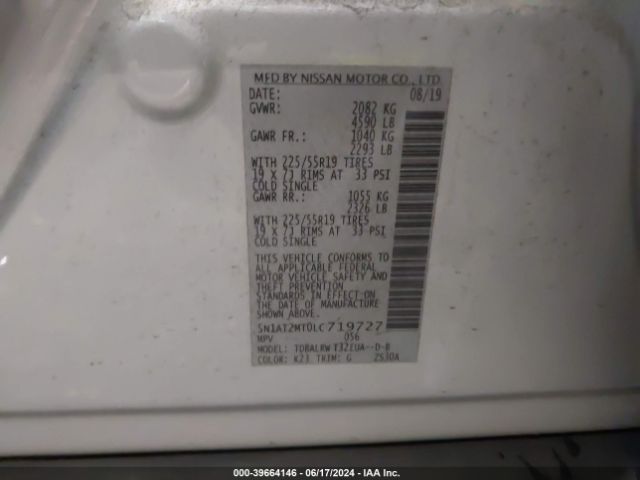 MFD BY NISSAN MOTOR CO., LTD.
DATE: 08/19
GVWR: 2082 KG
4590 LB
GAWR FR.: 1040 KG
2293 LB
WITH 225/55R19 TIRES
19 X 7J RIMS AT 33 PSI
COLD SINGLE
GAWR RR.: 1055 KG
2326 LB
WITH 225/55R19 TIRES
19 X 7J RIMS AT 33 PSI
COLD SINGLE
THIS VEHICLE CONFORMS TO
ALL APPLICABLE FEDERAL
MOTOR VEHICLE SAFETY AND
THEFT PREVENTION
STANDARDS IN EFFECT ON
THE DATE OF MANUFACTURE
SHOWN ABOVE.
5N1AT2MT0LC719727
MPV 056
MODEL: T32EUA--D-B
COLOR: K23 TRIM: G
000-39664146 - 06/17/2024 - IAA Inc.